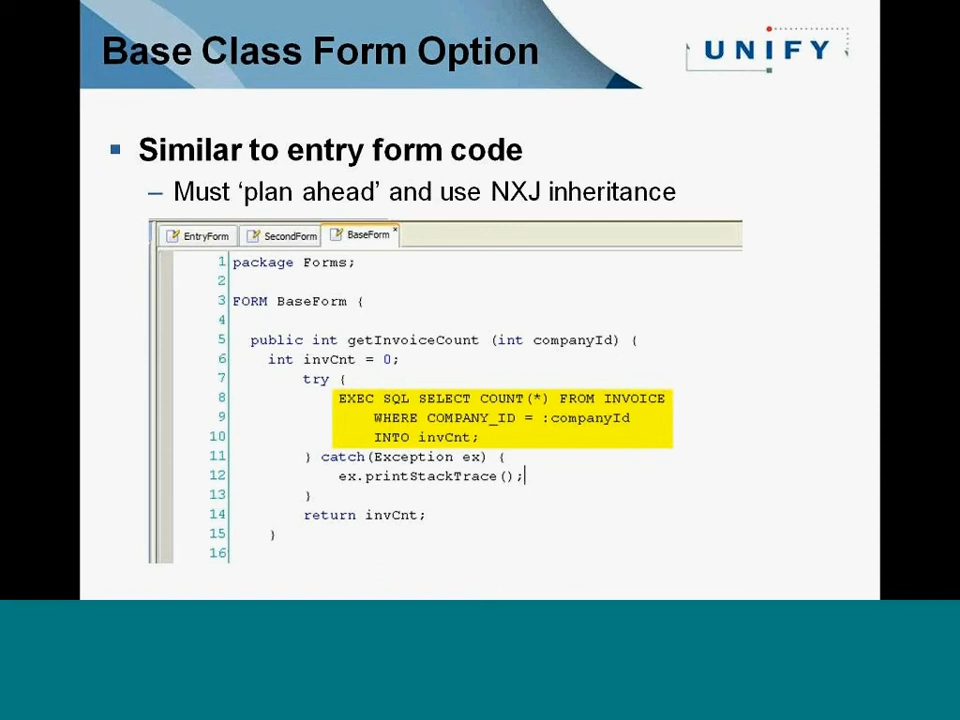 Base Class Form Option
UNIFY
▪ Similar to entry form code
– Must ‘plan ahead’ and use NXJ inheritance
EntryForm SecondForm BaseForm ×
1 package Forms;
2
3 FORM BaseForm {
4
5 public int getInvoiceCount (int companyId) {
6 int invCnt = 0;
7 try {
8 EXEC SQL SELECT COUNT(*) FROM INVOICE
9 WHERE COMPANY_ID = :companyId
10 INTO invCnt;
11 } catch(Exception ex) {
12 ex.printStackTrace();
13 }
14 return invCnt;
15 }
16